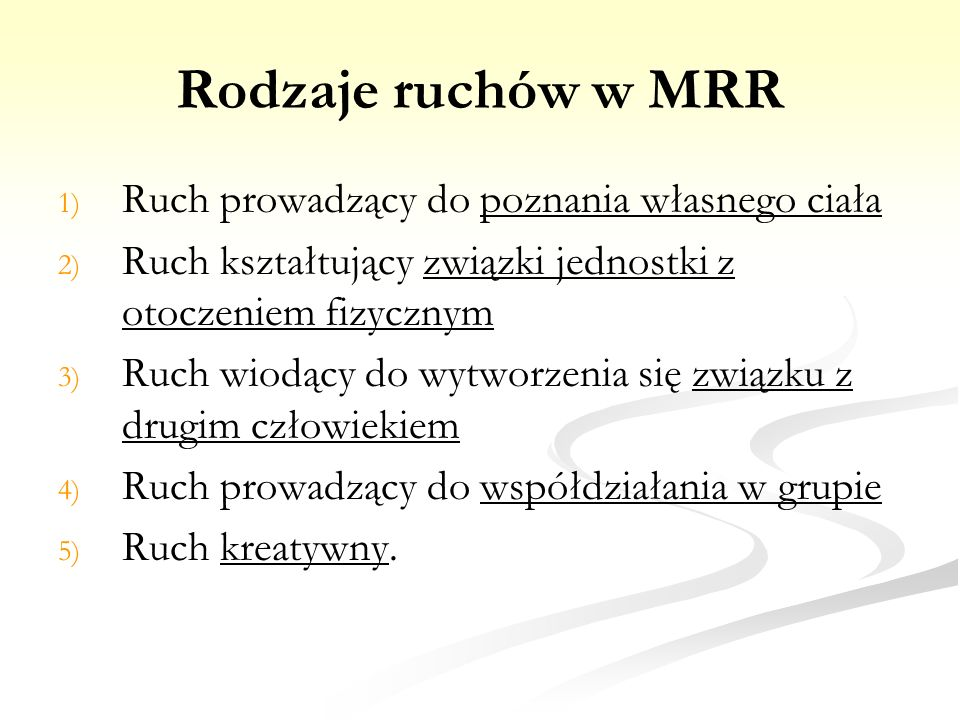 Rodzaje ruchów w MRR
1) Ruch prowadzący do poznania własnego ciała
2) Ruch kształtujący związki jednostki z
otoczeniem fizycznym
3) Ruch wiodący do wytworzenia się związku z
drugim człowiekiem
4) Ruch prowadzący do współdziałania w grupie
5) Ruch kreatywny.